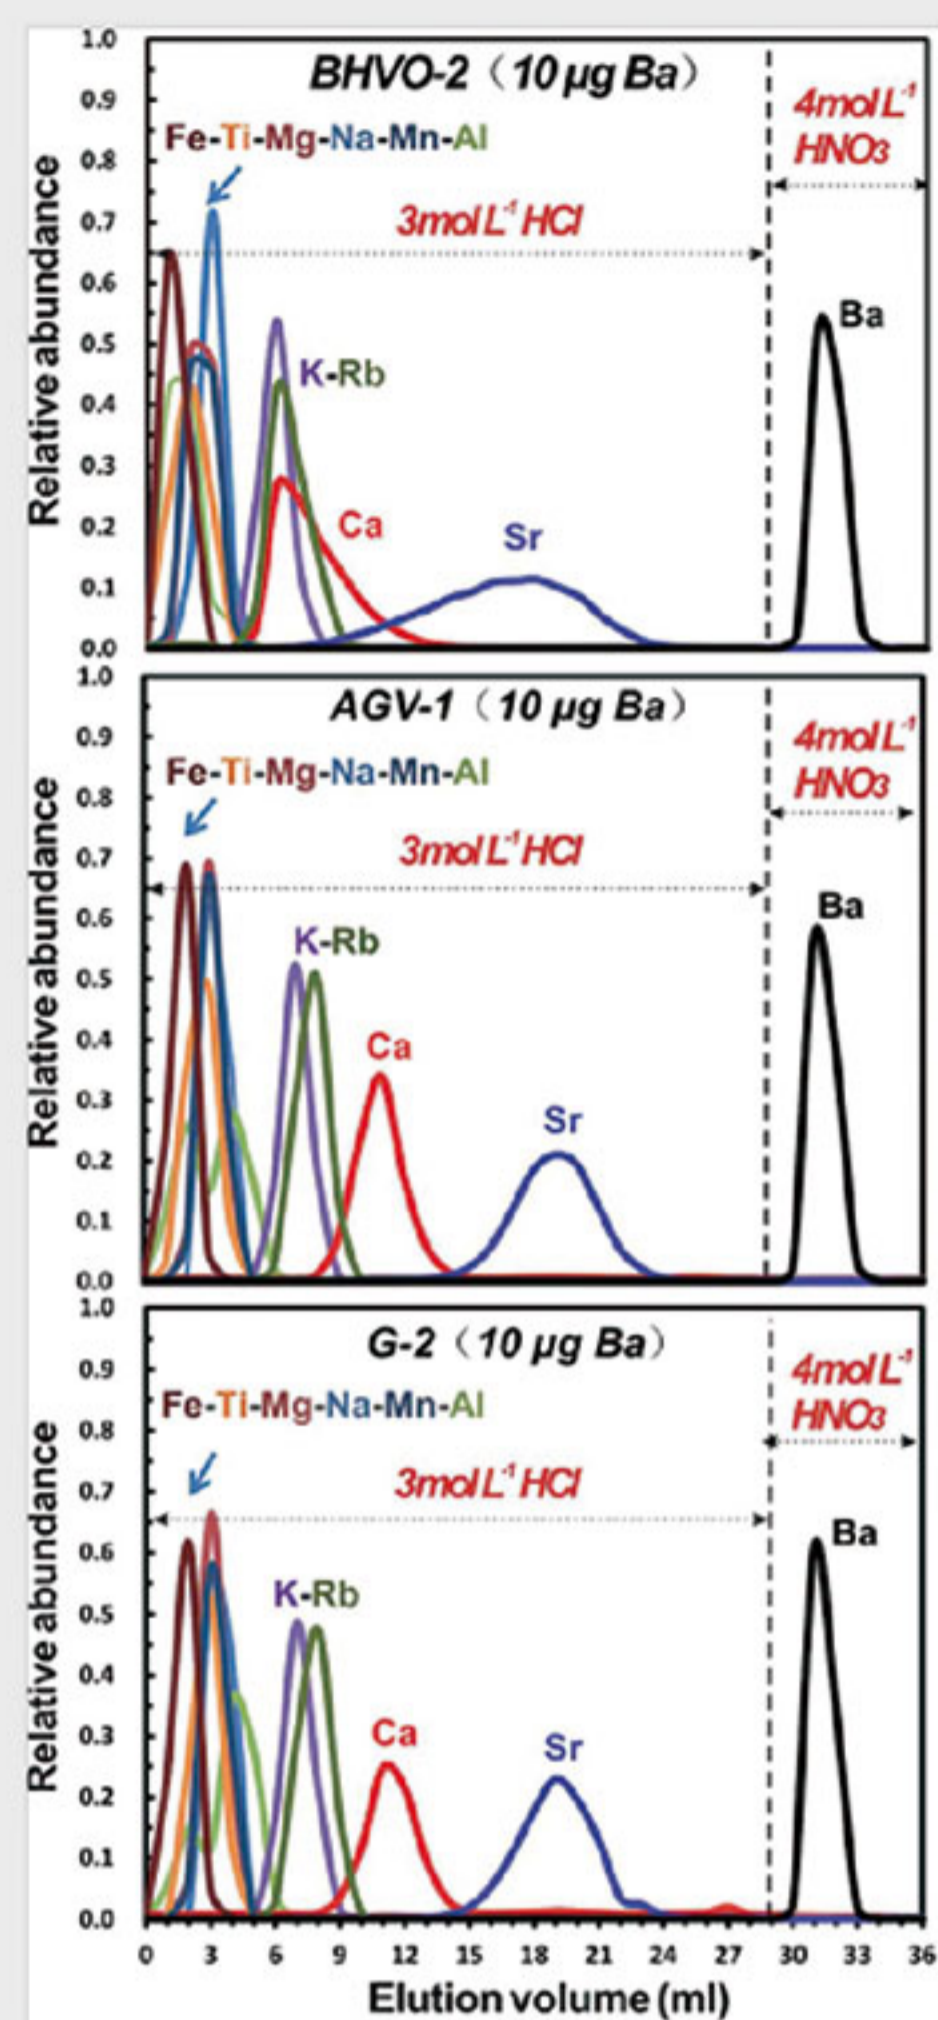 BHVO-2（10 µg Ba）
Fe-Ti-Mg-Na-Mn-Al
4mol L⁻¹
HNO3
3mol L⁻¹ HCl
K-Rb
Ca
Sr
Ba
Relative abundance
1.0
0.9
0.8
0.7
0.6
0.5
0.4
0.3
0.2
0.1
0.0
AGV-1（10 µg Ba）
Fe-Ti-Mg-Na-Mn-Al
4mol L⁻¹
HNO3
3mol L⁻¹ HCl
K-Rb
Ca
Sr
Ba
Relative abundance
1.0
0.9
0.8
0.7
0.6
0.5
0.4
0.3
0.2
0.1
0.0
G-2（10 µg Ba）
Fe-Ti-Mg-Na-Mn-Al
4mol L⁻¹
HNO3
3mol L⁻¹ HCl
K-Rb
Ca
Sr
Ba
Relative abundance
1.0
0.9
0.8
0.7
0.6
0.5
0.4
0.3
0.2
0.1
0.0
0 3 6 9 12 15 18 21 24 27 30 33 36
Elution volume (ml)